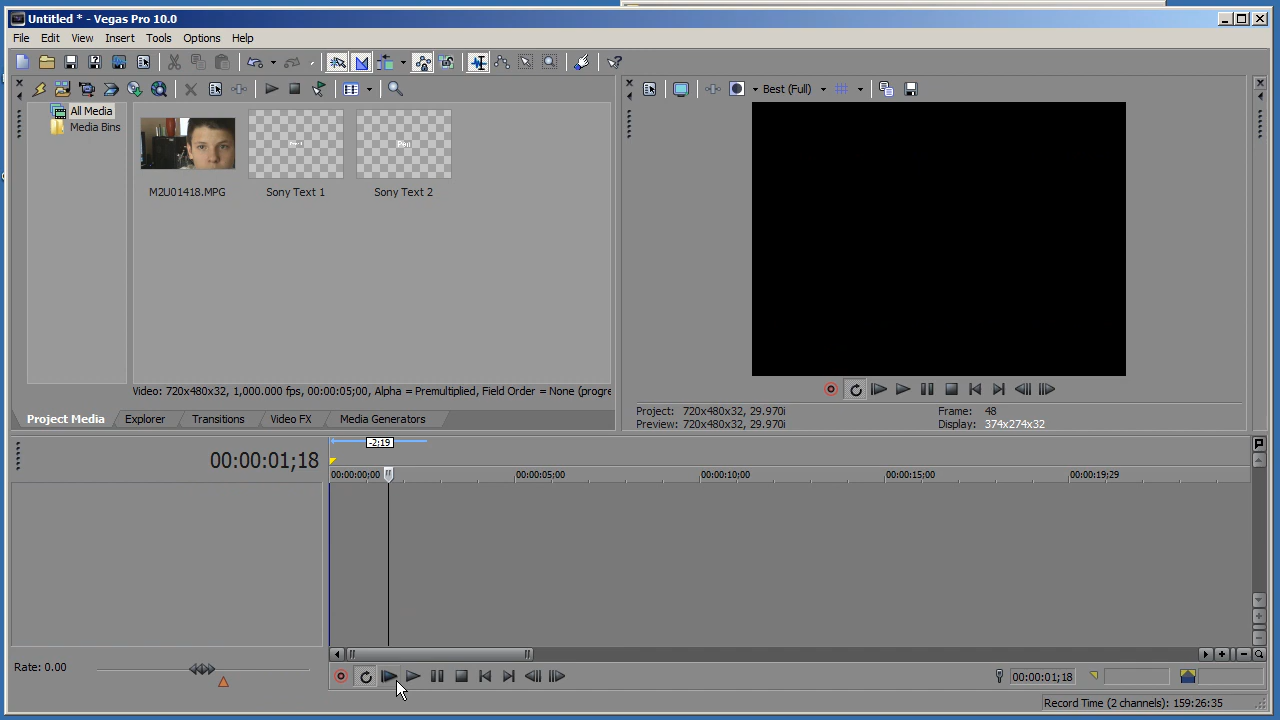 Untitled * - Vegas Pro 10.0
File Edit View Insert Tools Options Help
Best (Full)
All Media
Media Bins
M2U01418.MPG
Sony Text 1
Sony Text 2
Video: 720x480x32, 1,000.000 fps, 00:00:05;00, Alpha = Premultiplied, Field Order = None (progre
Project Media Explorer Transitions Video FX Media Generators
Project: 720x480x32, 29.970i Frame: 48
Preview: 720x480x32, 29.970i Display: 374x274x32
-2;19
00:00:01;18
00:00:00;00 00:00:05;00 00:00:10;00 00:00:15;00 00:00:19;29
Rate: 0.00
00:00:01;18
Record Time (2 channels): 159:26:35